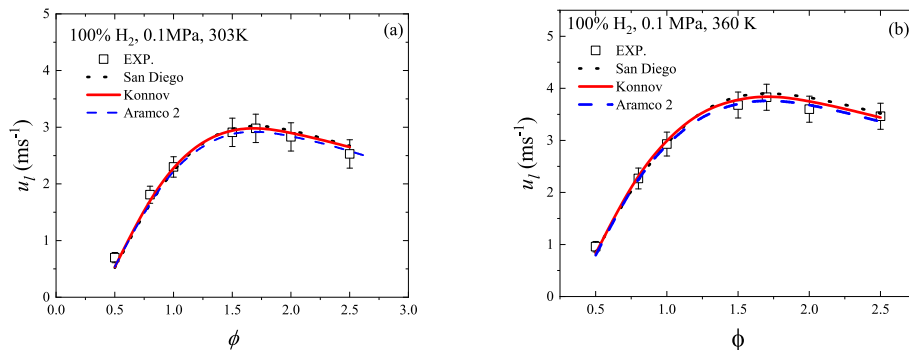 100% H2, 0.1MPa, 303K
(a)
EXP.
San Diego
Konnov
Aramco 2
5
4
3
2
1
0
0.0 0.5 1.0 1.5 2.0 2.5 3.0
ul (ms-1)
ϕ
100% H2, 0.1 MPa, 360 K
(b)
EXP.
San Diego
Konnov
Aramco 2
5
4
3
2
1
0
0.5 1.0 1.5 2.0 2.5
ul (ms-1)
ϕ